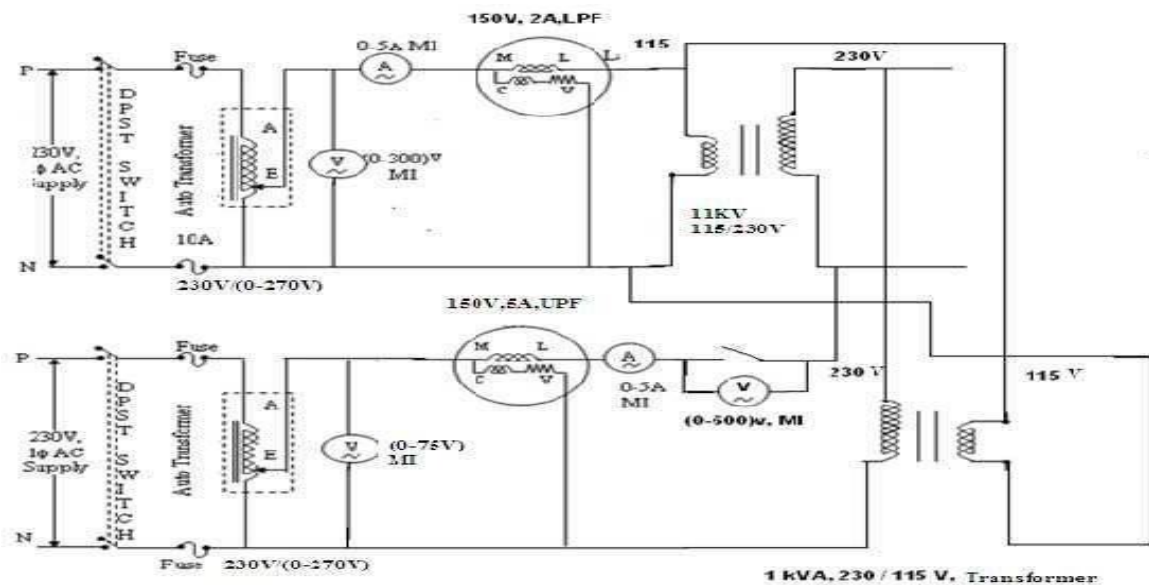 150V, 2A,LPF
0-5A MI
Fuse
115
230V
P
A
M
L
L
C
V
DPST SWITCH
Auto Transformer
A
E
V
(0-300)v
MI
230V,
1ϕ AC
Supply
11KV
115/230V
10A
N
230V/(0-270V)
150V,5A,UPF
Fuse
P
M
L
A
C
V
0-5A
MI
V
230 V
115 V
(0-600)v, MI
DPST SWITCH
Auto Transformer
A
E
V
(0-75V)
MI
230V,
1ϕ AC
Supply
N
Fuse
230V/(0-270V)
1 kVA, 230 / 115 V, Transformer